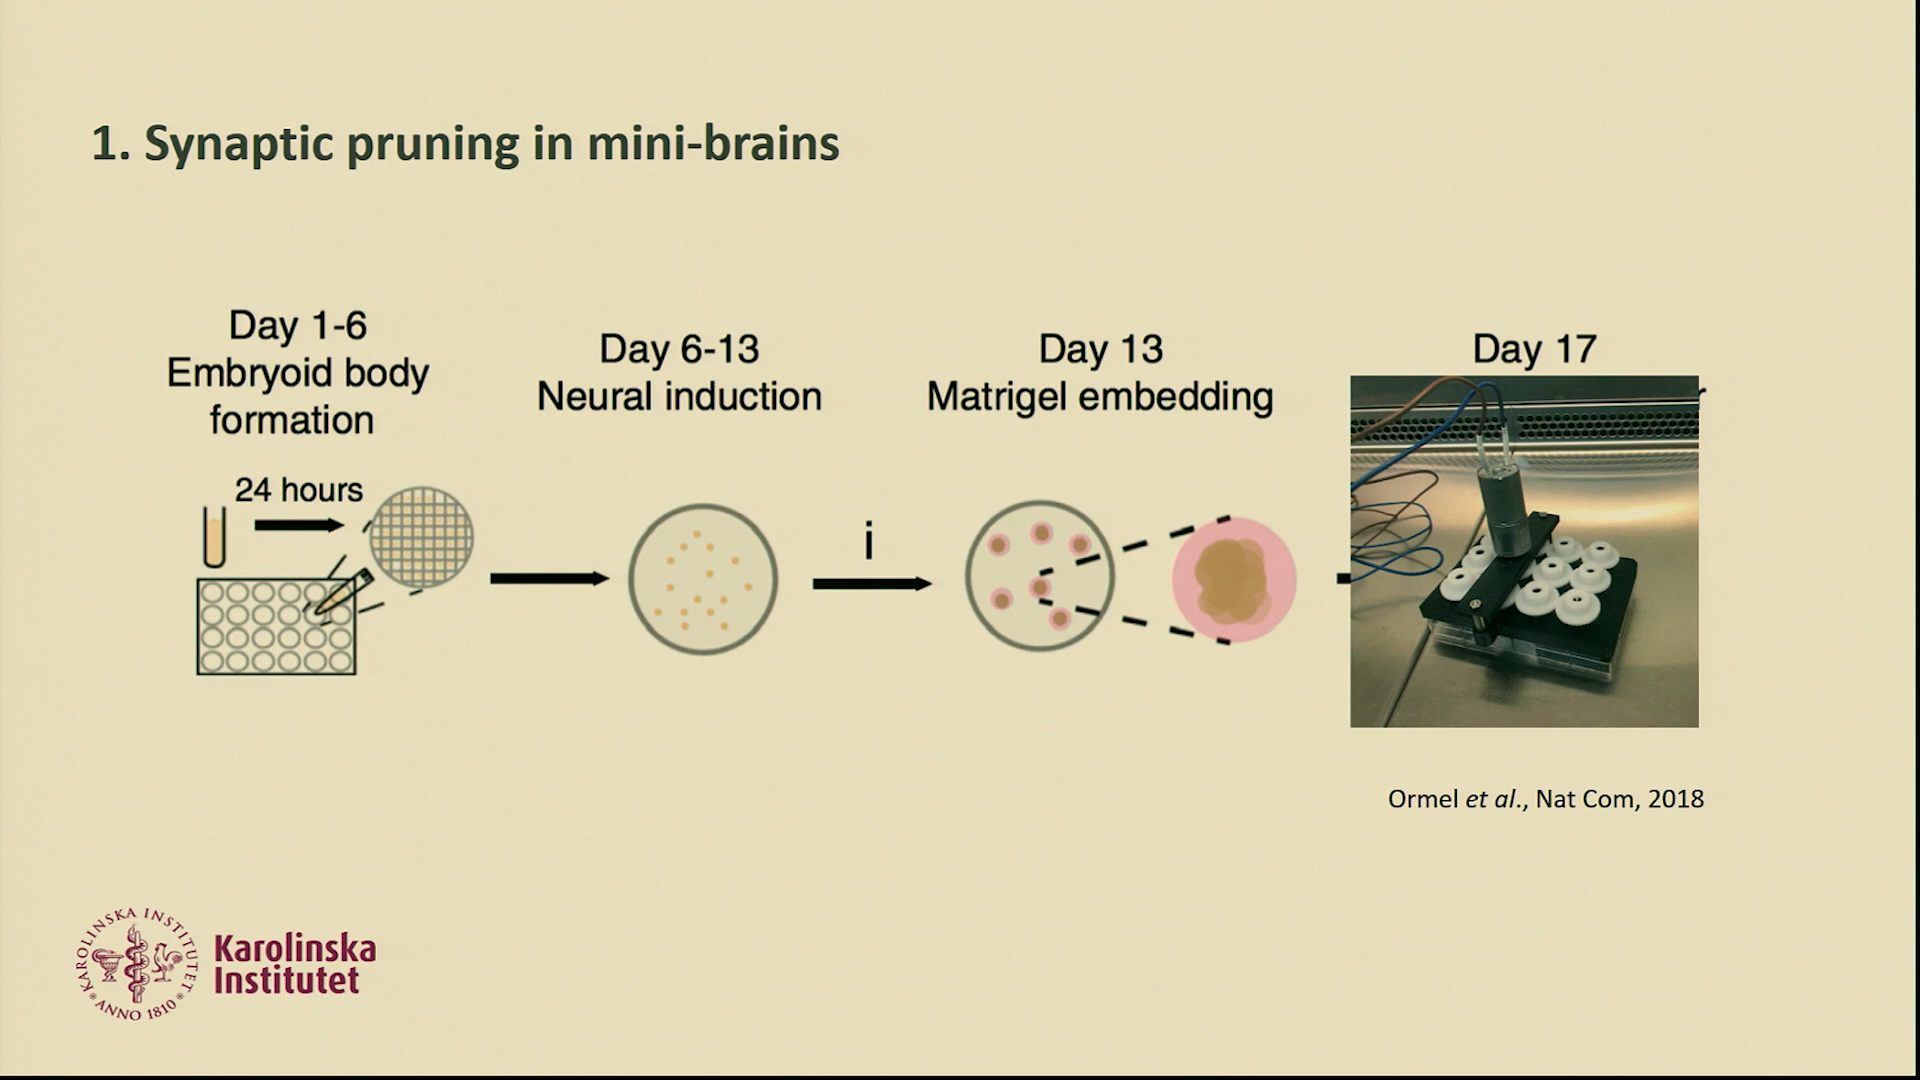 1. Synaptic pruning in mini-brains
Day 1-6
Embryoid body
formation
24 hours
Day 6-13
Neural induction
i
Day 13
Matrigel embedding
Day 17
Ormel et al., Nat Com, 2018
KAROLINSKA INSTITUTET
ANNO 1810
Karolinska
Institutet